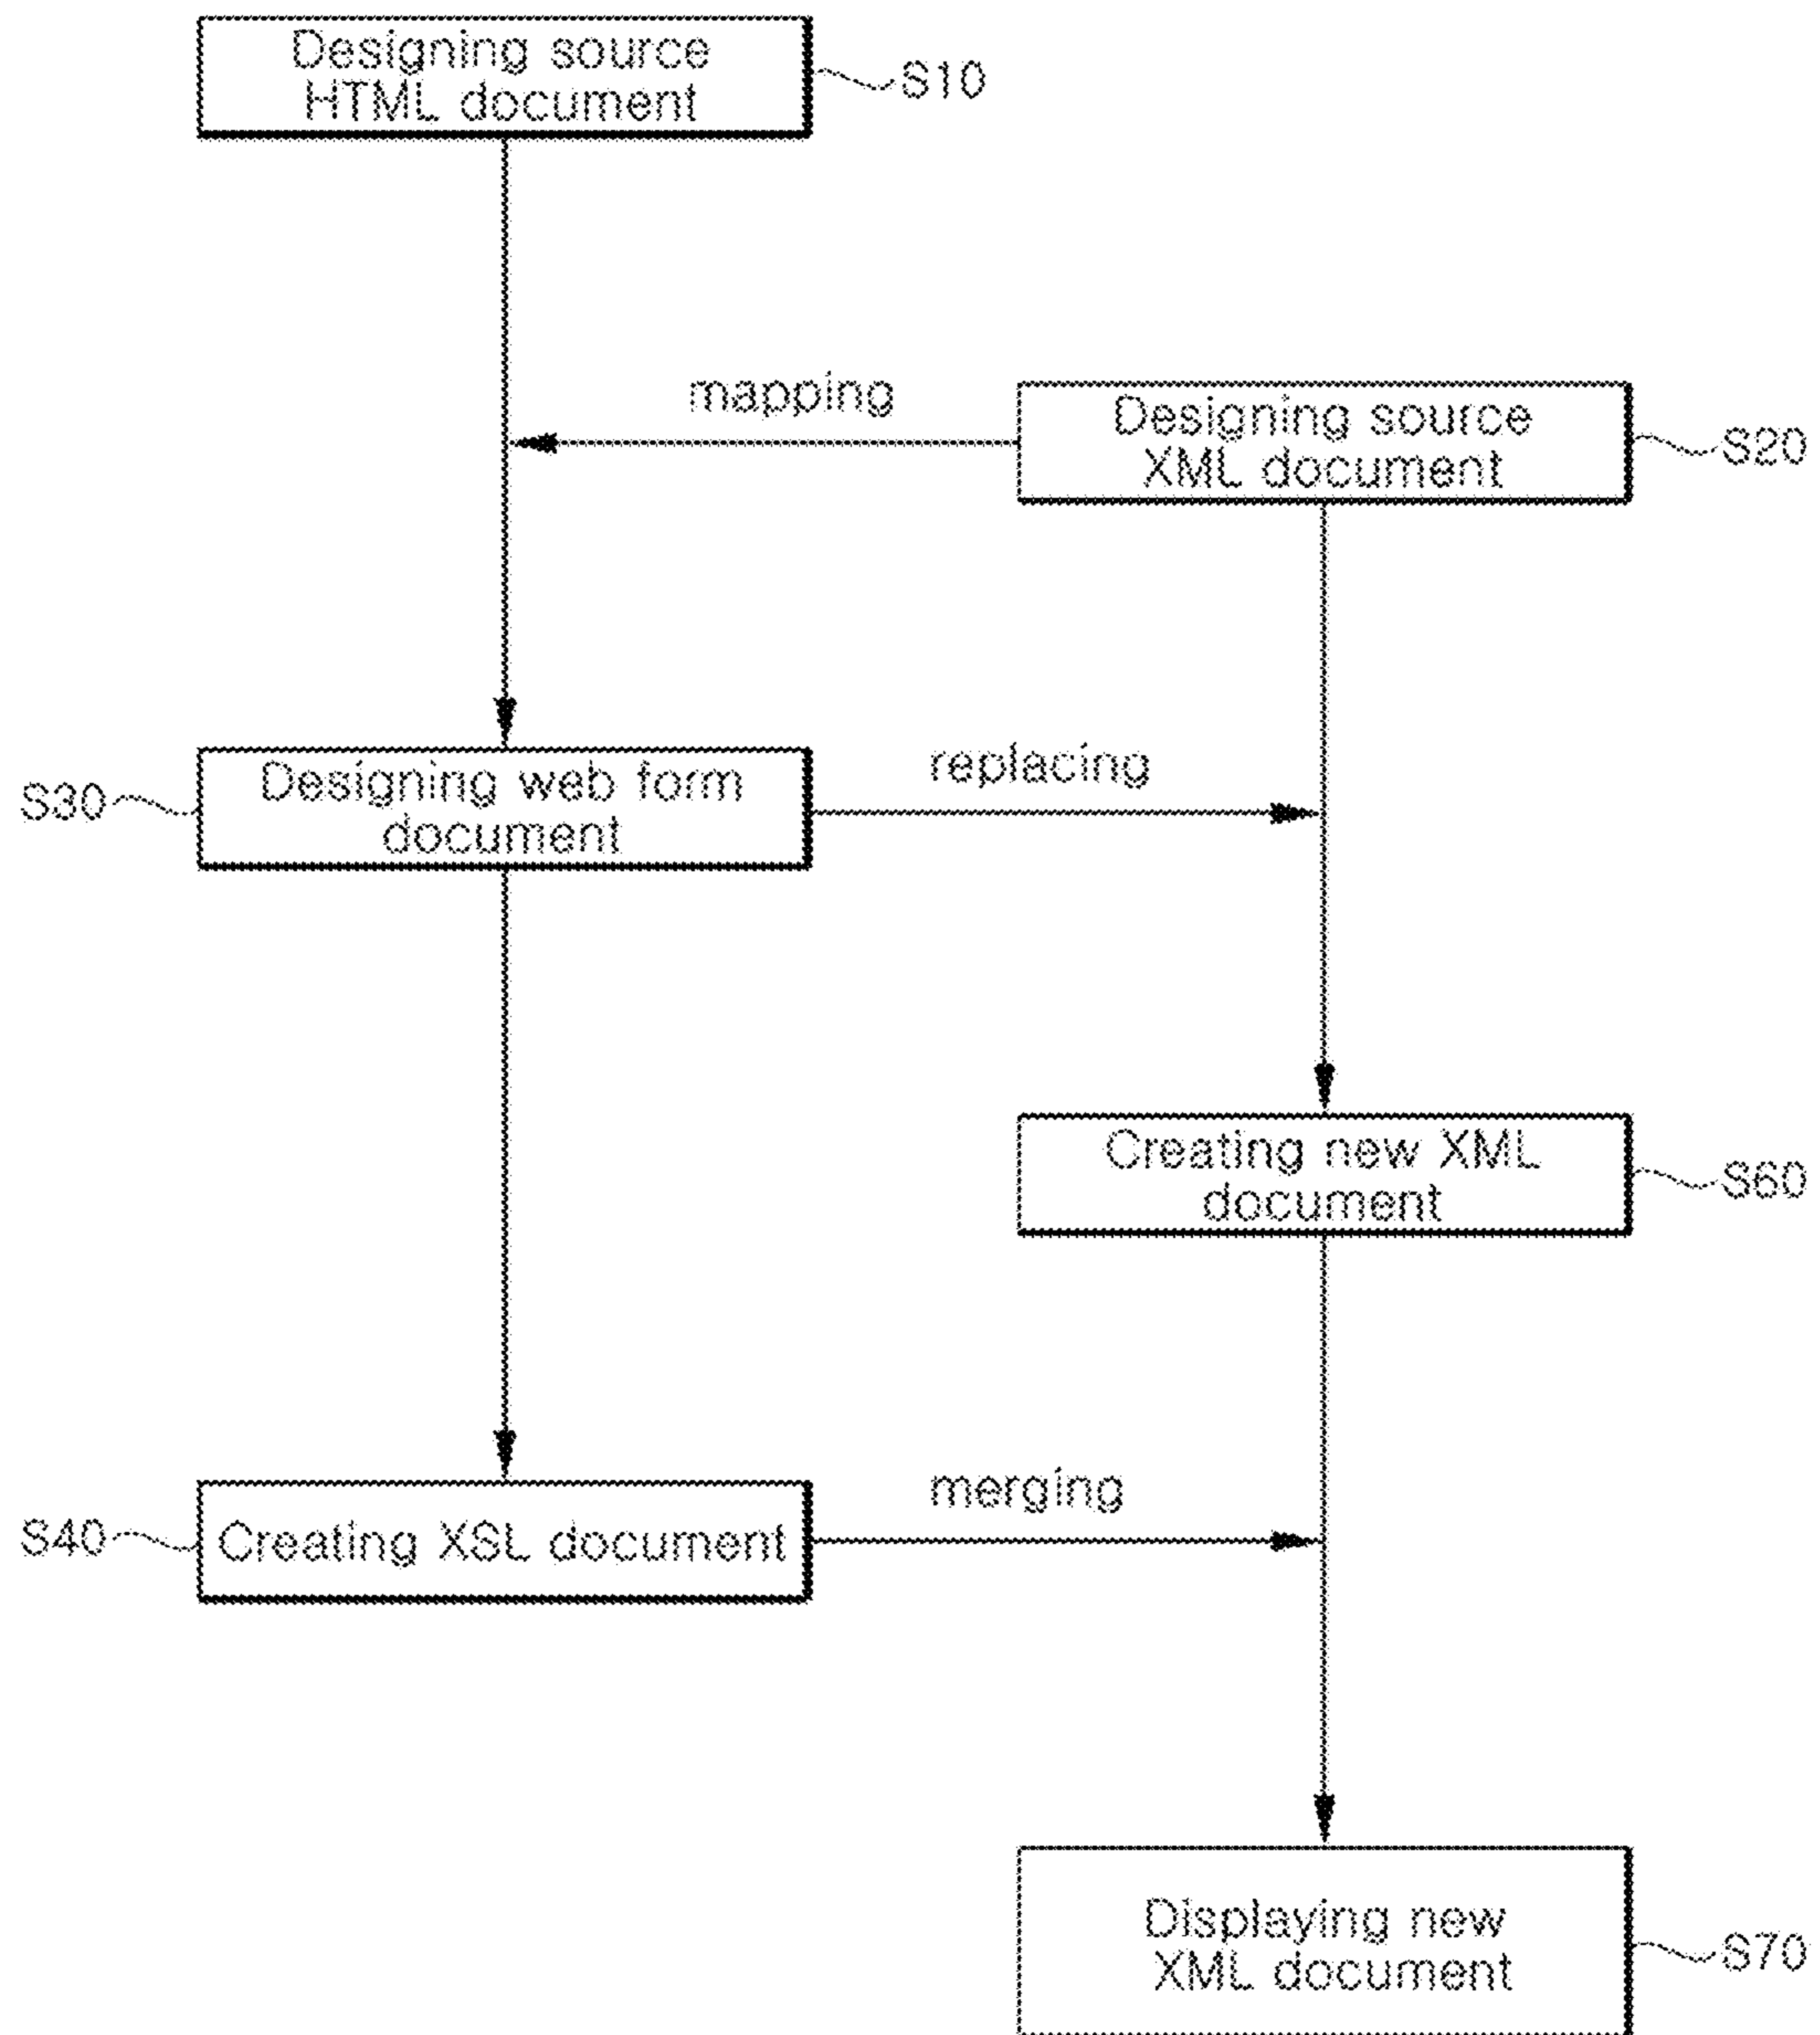 Designing source
HTML document
S10
mapping
Designing source
XML document
S20
S30
Designing web form
document
replacing
Creating new XML
document
S60
S40
Creating XSL document
merging
Displaying new
XML document
S70